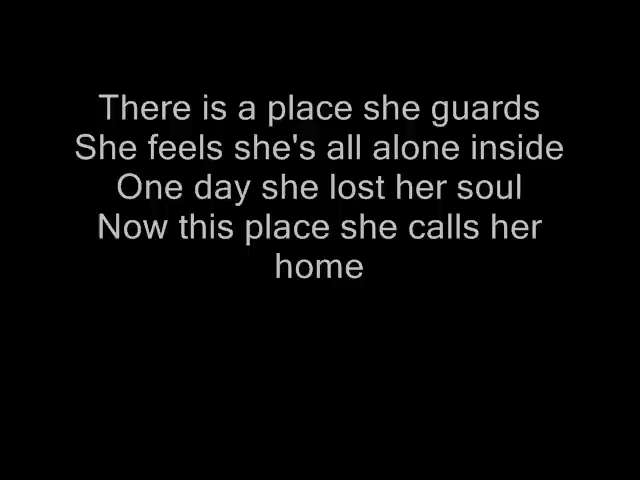 There is a place she guards
She feels she's all alone inside
One day she lost her soul
Now this place she calls her
home